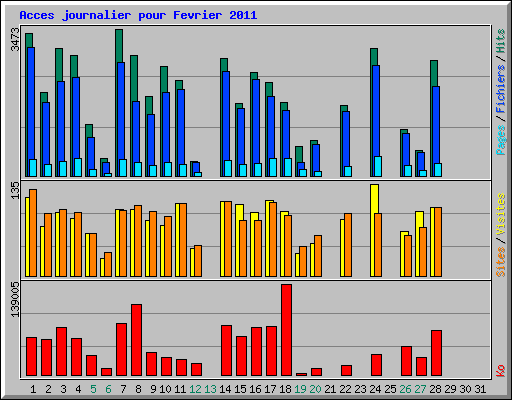 Acces journalier pour Fevrier 2011
3473
Pages / Fichiers / Hits
135
Sites / Visites
139005
Ko
1 2 3 4 5 6 7 8 9 10 11 12 13 14 15 16 17 18 19 20 21 22 23 24 25 26 27 28 29 30 31